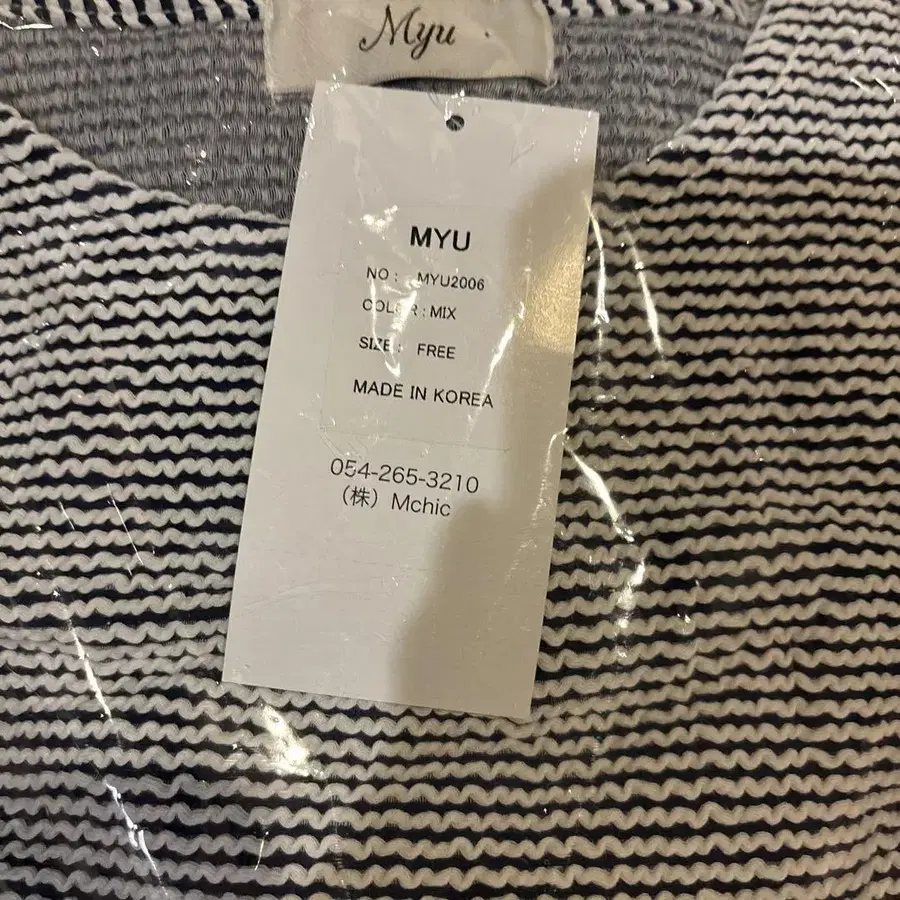 Myu
MYU
NO : MYU2006
COLOR : MIX
SIZE : FREE
MADE IN KOREA
054-265-3210
(株) Mchic